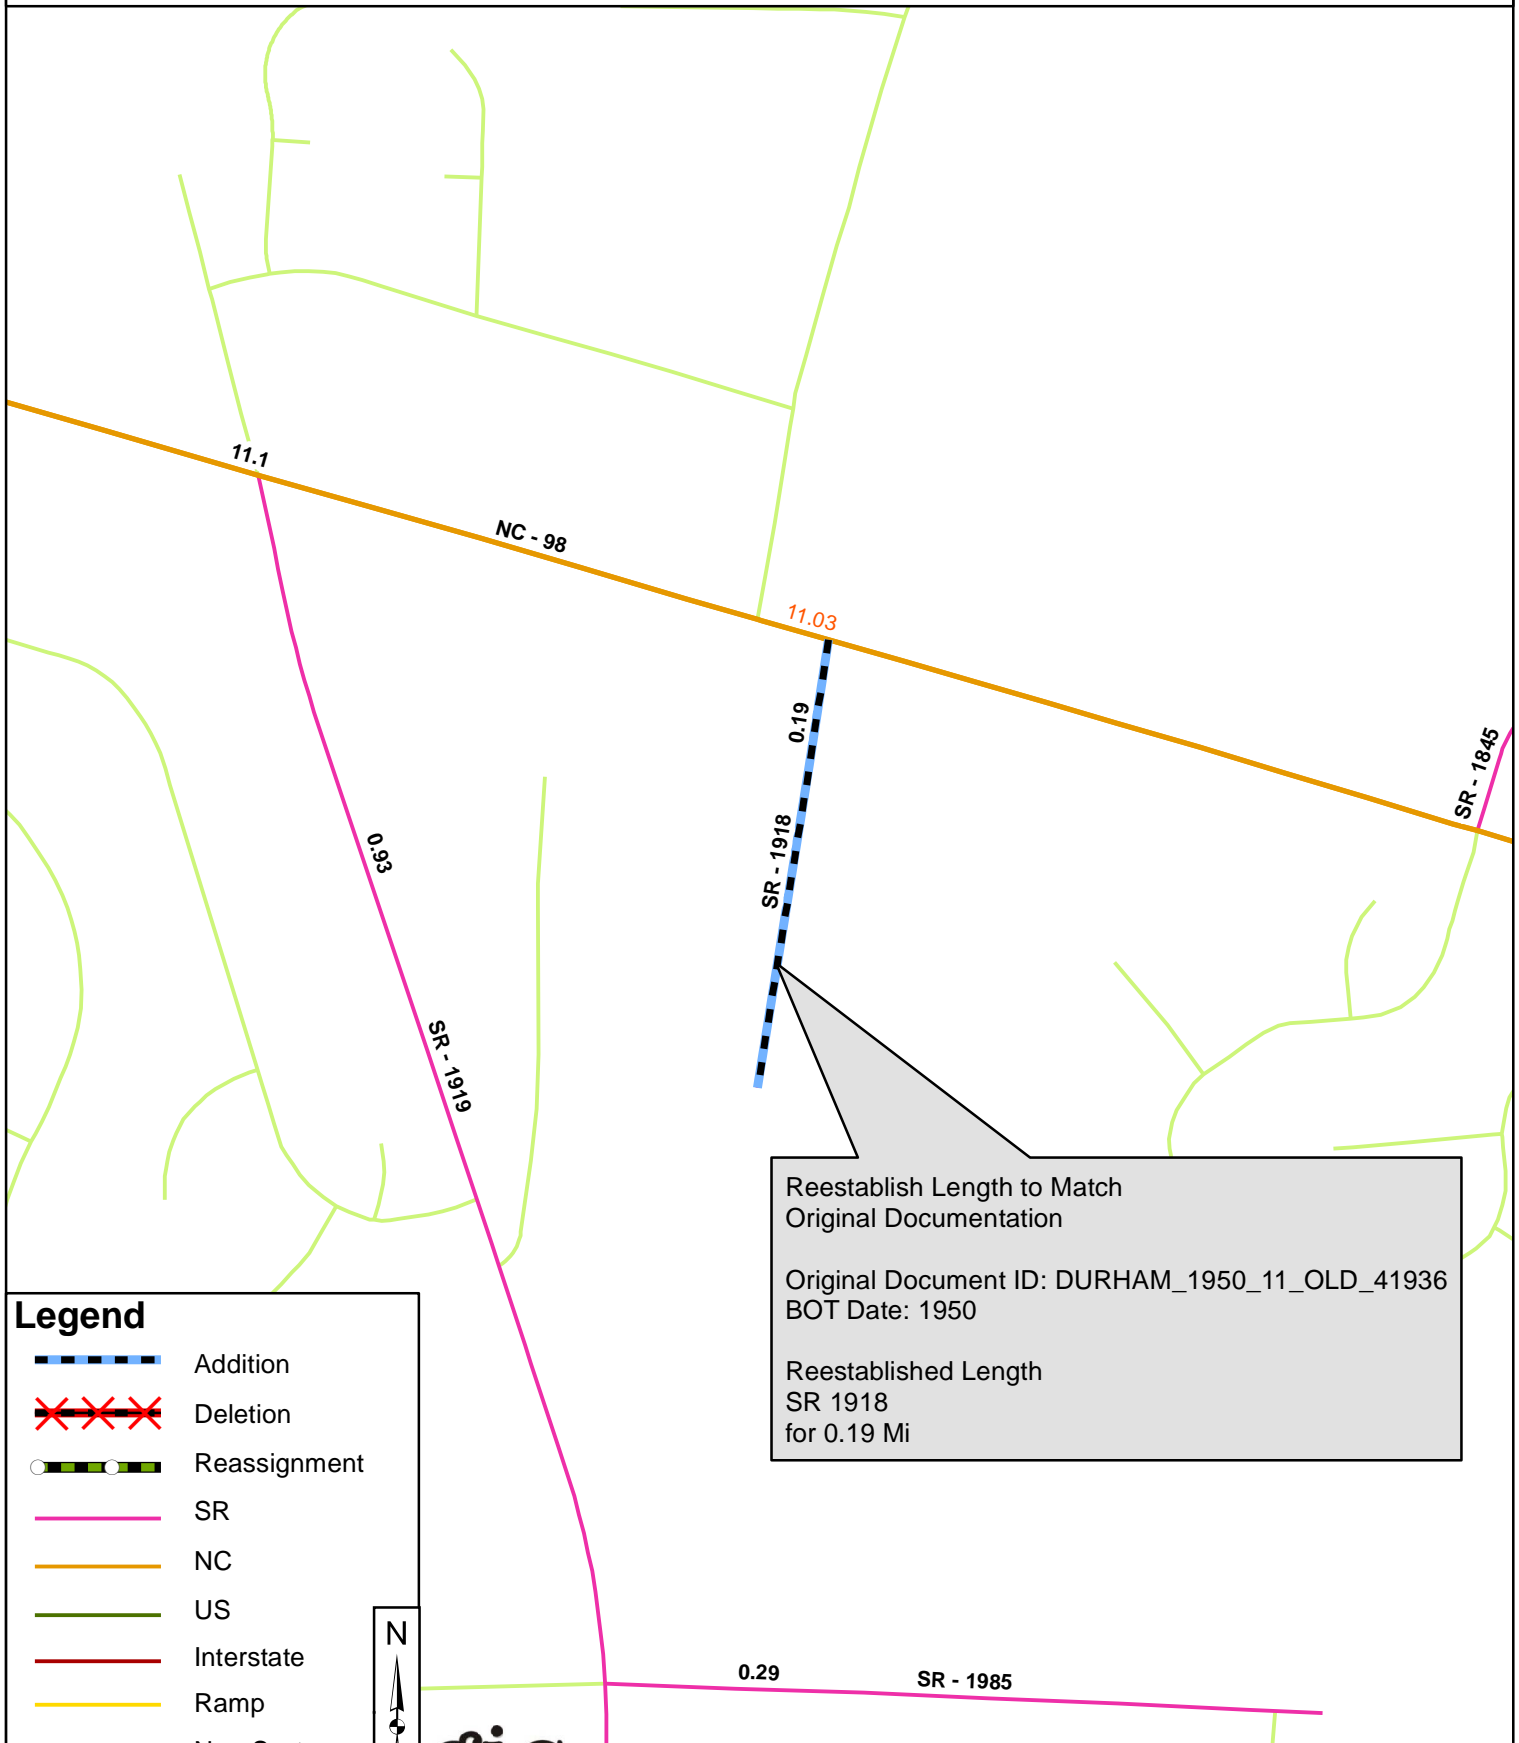 11.1
NC - 98
11.03
0.19
SR - 1918
SR - 1845
0.93
SR - 1919
Reestablish Length to Match
Original Documentation
Original Document ID: DURHAM_1950_11_OLD_41936
BOT Date: 1950
Reestablished Length
SR 1918
for 0.19 Mi
Legend
Addition
Deletion
Reassignment
SR
NC
US
Interstate
Ramp
N
0.29
SR - 1985